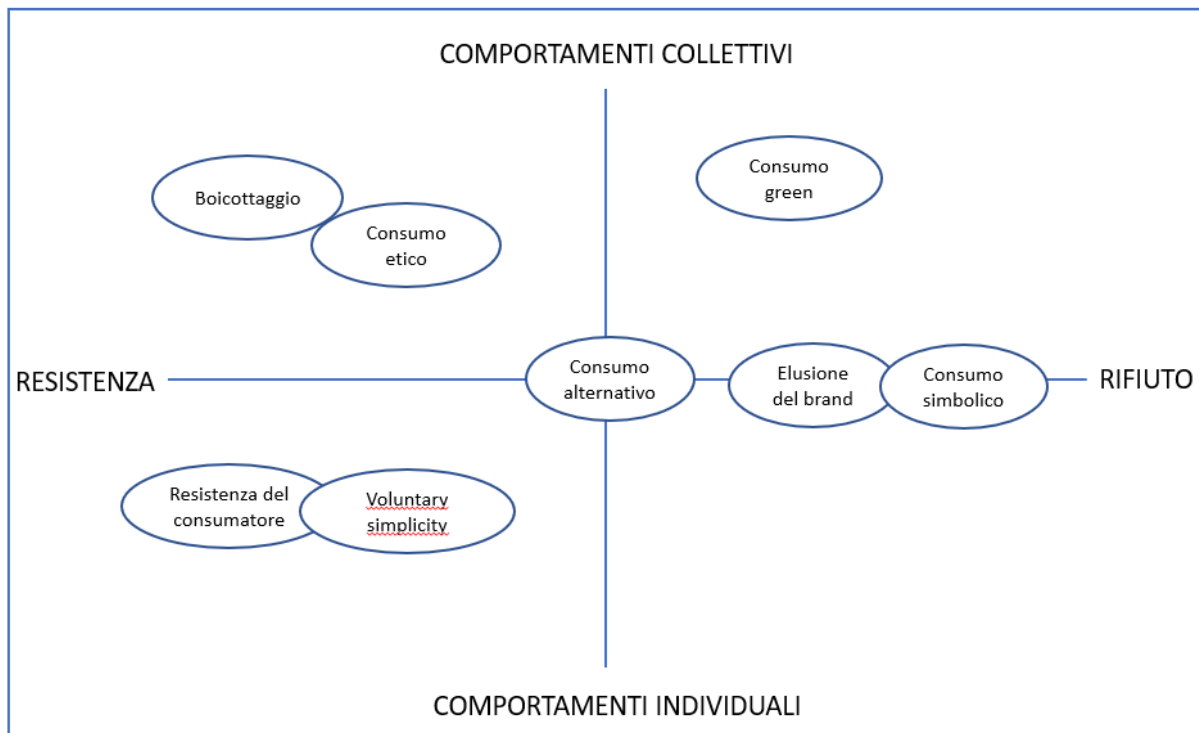 COMPORTAMENTI COLLETTIVI
Boicottaggio
Consumo
etico
Consumo
green
RESISTENZA
Consumo
alternativo
Elusione
del brand
Consumo
simbolico
RIFIUTO
Resistenza del
consumatore
Voluntary
simplicity
COMPORTAMENTI INDIVIDUALI